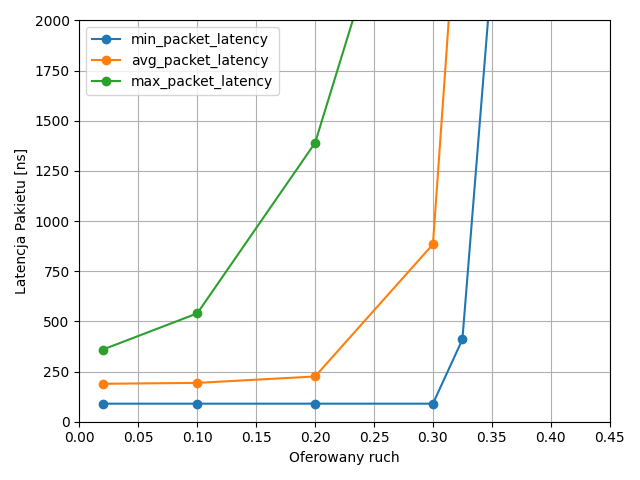 min_packet_latency
avg_packet_latency
max_packet_latency
2000
1750
1500
1250
1000
750
500
250
0
Latencja Pakietu [ns]
0.00 0.05 0.10 0.15 0.20 0.25 0.30 0.35 0.40 0.45
Oferowany ruch